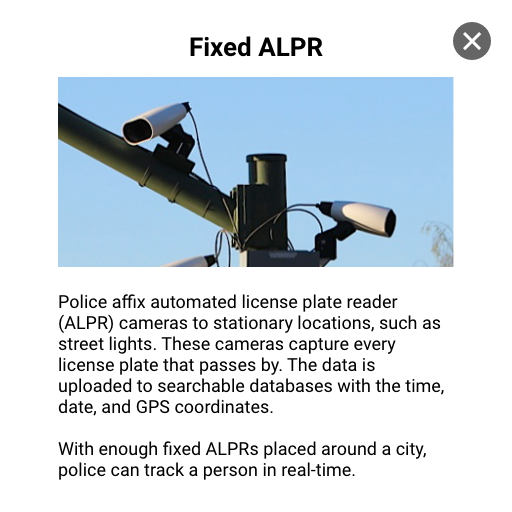 Fixed ALPR
Police affix automated license plate reader
(ALPR) cameras to stationary locations, such as
street lights. These cameras capture every
license plate that passes by. The data is
uploaded to searchable databases with the time,
date, and GPS coordinates.
With enough fixed ALPRs placed around a city,
police can track a person in real-time.